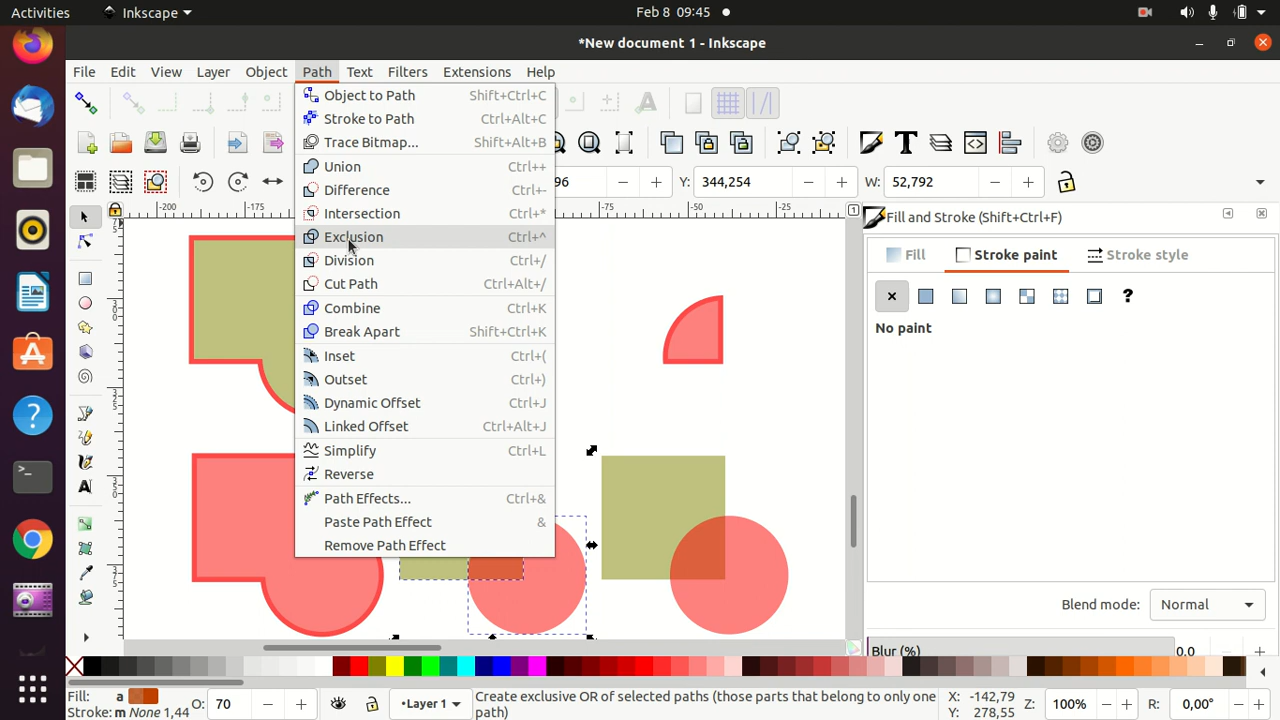 Activities
Inkscape
Feb 8 09:45
*New document 1 - Inkscape
File Edit View Layer Object Path Text Filters Extensions Help
Object to Path Shift+Ctrl+C
Stroke to Path Ctrl+Alt+C
Trace Bitmap... Shift+Alt+B
Union Ctrl++
Difference Ctrl+-
Intersection Ctrl+*
Exclusion Ctrl+^
Division Ctrl+/
Cut Path Ctrl+Alt+/
Combine Ctrl+K
Break Apart Shift+Ctrl+K
Inset Ctrl+(
Outset Ctrl+)
Dynamic Offset Ctrl+J
Linked Offset Ctrl+Alt+J
Simplify Ctrl+L
Reverse
Path Effects... Ctrl+&
Paste Path Effect &
Remove Path Effect
96 Y: 344,254 W: 52,792
-200 -175 -75 -50 -25
Fill and Stroke (Shift+Ctrl+F)
Fill Stroke paint Stroke style
No paint
Blend mode: Normal
Blur (%) 0,0
Fill: a
Stroke: m None 1,44
O: 70
•Layer 1
Create exclusive OR of selected paths (those parts that belong to only one
path)
X: -142,79
Y: 278,55
Z: 100%
R: 0,00°